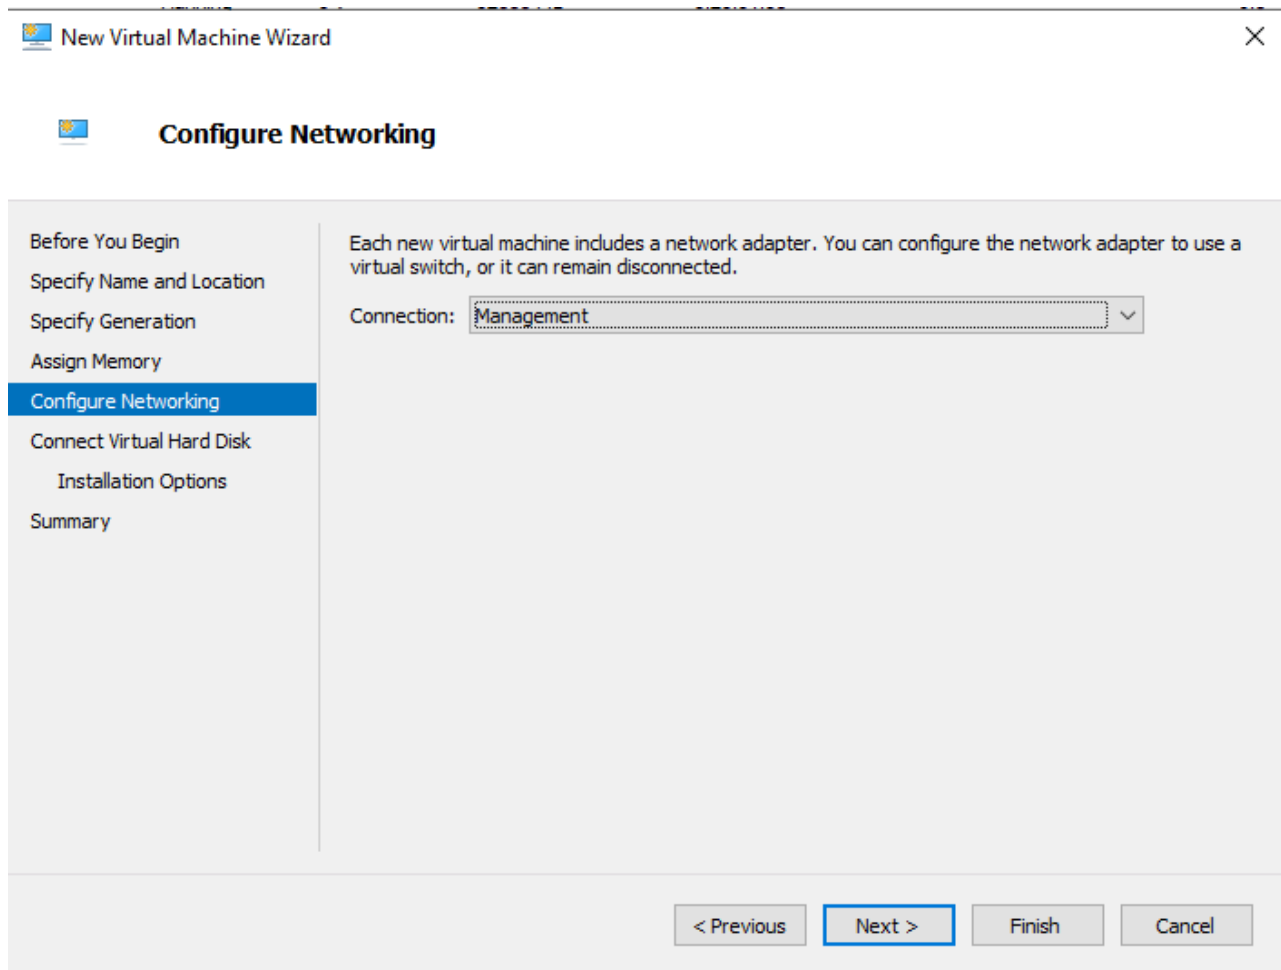 New Virtual Machine Wizard
Configure Networking
Before You Begin
Specify Name and Location
Specify Generation
Assign Memory
Configure Networking
Connect Virtual Hard Disk
Installation Options
Summary
Each new virtual machine includes a network adapter. You can configure the network adapter to use a
virtual switch, or it can remain disconnected.
Connection: Management
< Previous Next > Finish Cancel